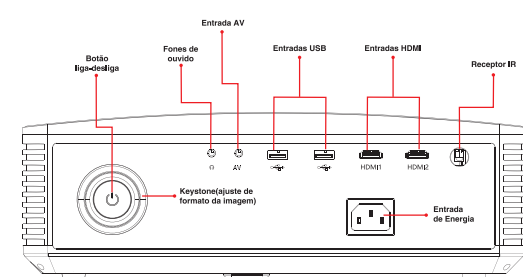 Entrada AV
Botão
liga-desliga
Fones de
ouvido
Entradas USB
Entradas HDMI
Receptor IR
AV
HDMI1
HDMI2
Keystone(ajuste de
formato da imagem)
Entrada
de Energia